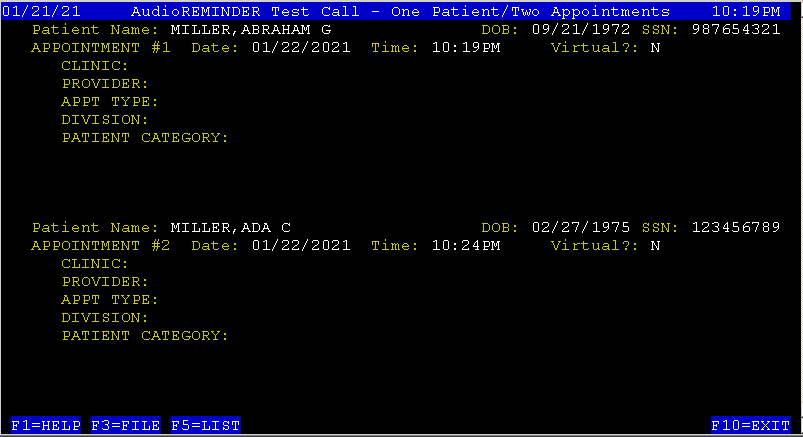 01/21/21 AudioREMINDER Test Call - One Patient/Two Appointments 10:19PM
Patient Name: MILLER,ABRAHAM G DOB: 09/21/1972 SSN: 987654321
APPOINTMENT #1 Date: 01/22/2021 Time: 10:19PM Virtual?: N
CLINIC:
PROVIDER:
APPT TYPE:
DIVISION:
PATIENT CATEGORY:
Patient Name: MILLER,ADA C DOB: 02/27/1975 SSN: 123456789
APPOINTMENT #2 Date: 01/22/2021 Time: 10:24PM Virtual?: N
CLINIC:
PROVIDER:
APPT TYPE:
DIVISION:
PATIENT CATEGORY:
F1=HELP F3=FILE F5=LIST F10=EXIT